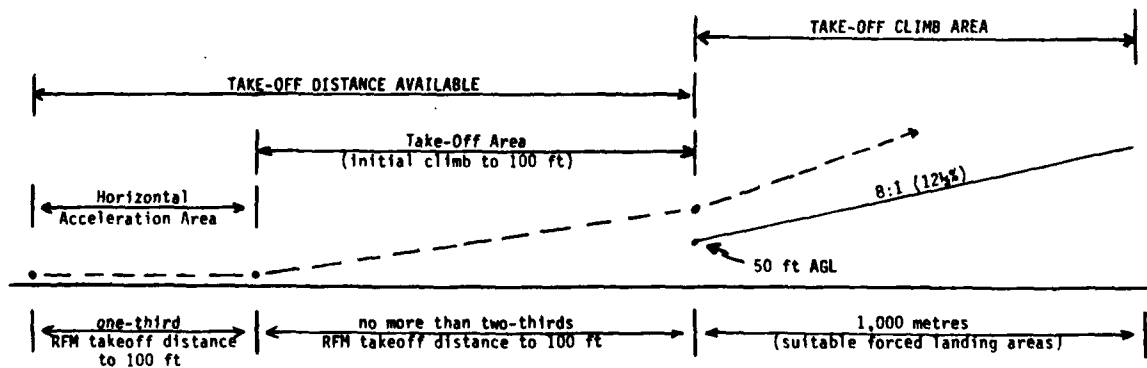 TAKE-OFF CLIMB AREA
TAKE-OFF DISTANCE AVAILABLE
Take-Off Area
(initial climb to 100 ft)
Horizontal
Acceleration Area
8:1 (12½%)
50 ft AGL
one-third
RFM takeoff distance
to 100 ft
no more than two-thirds
RFM takeoff distance to 100 ft
1,000 metres
(suitable forced landing areas)